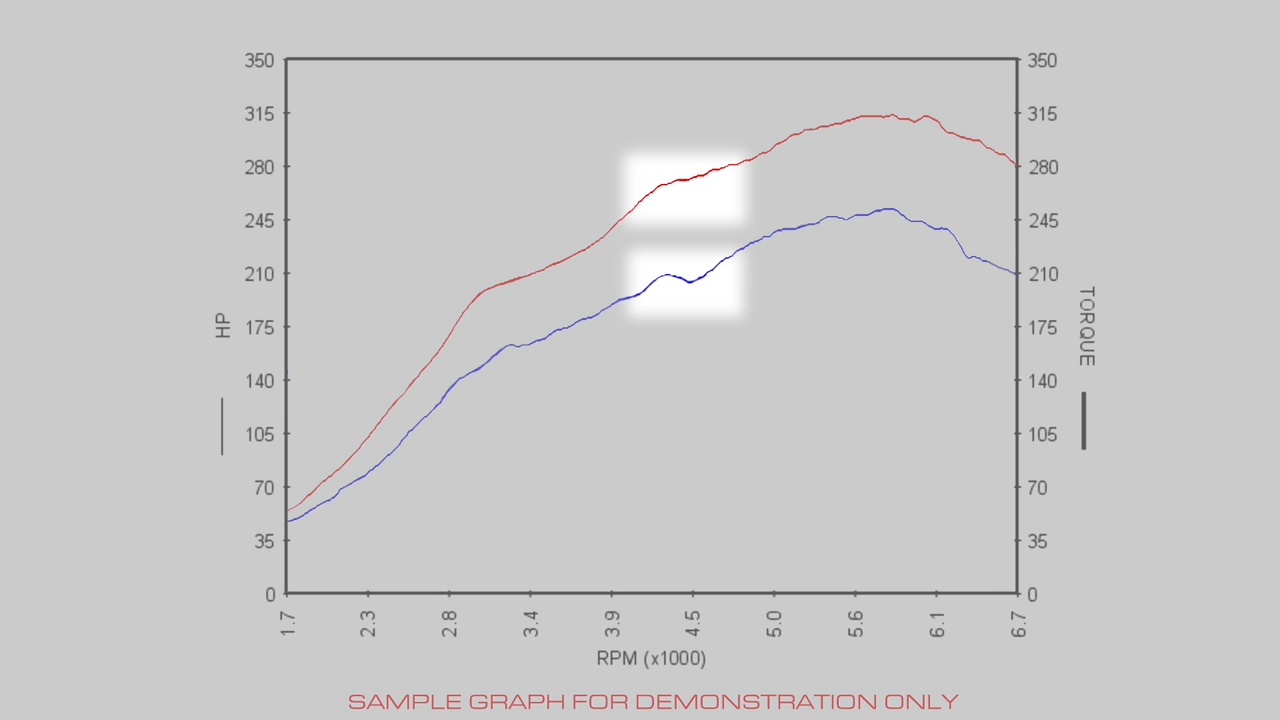 350 350
315 315
280 280
245 245
210 210
HP 175 175 TORQUE
140 140
105 105
70 70
35 35
0 0
1.7 2.3 2.8 3.4 3.9 4.5 5.0 5.6 6.1 6.7
RPM (x1000)
SAMPLE GRAPH FOR DEMONSTRATION ONLY